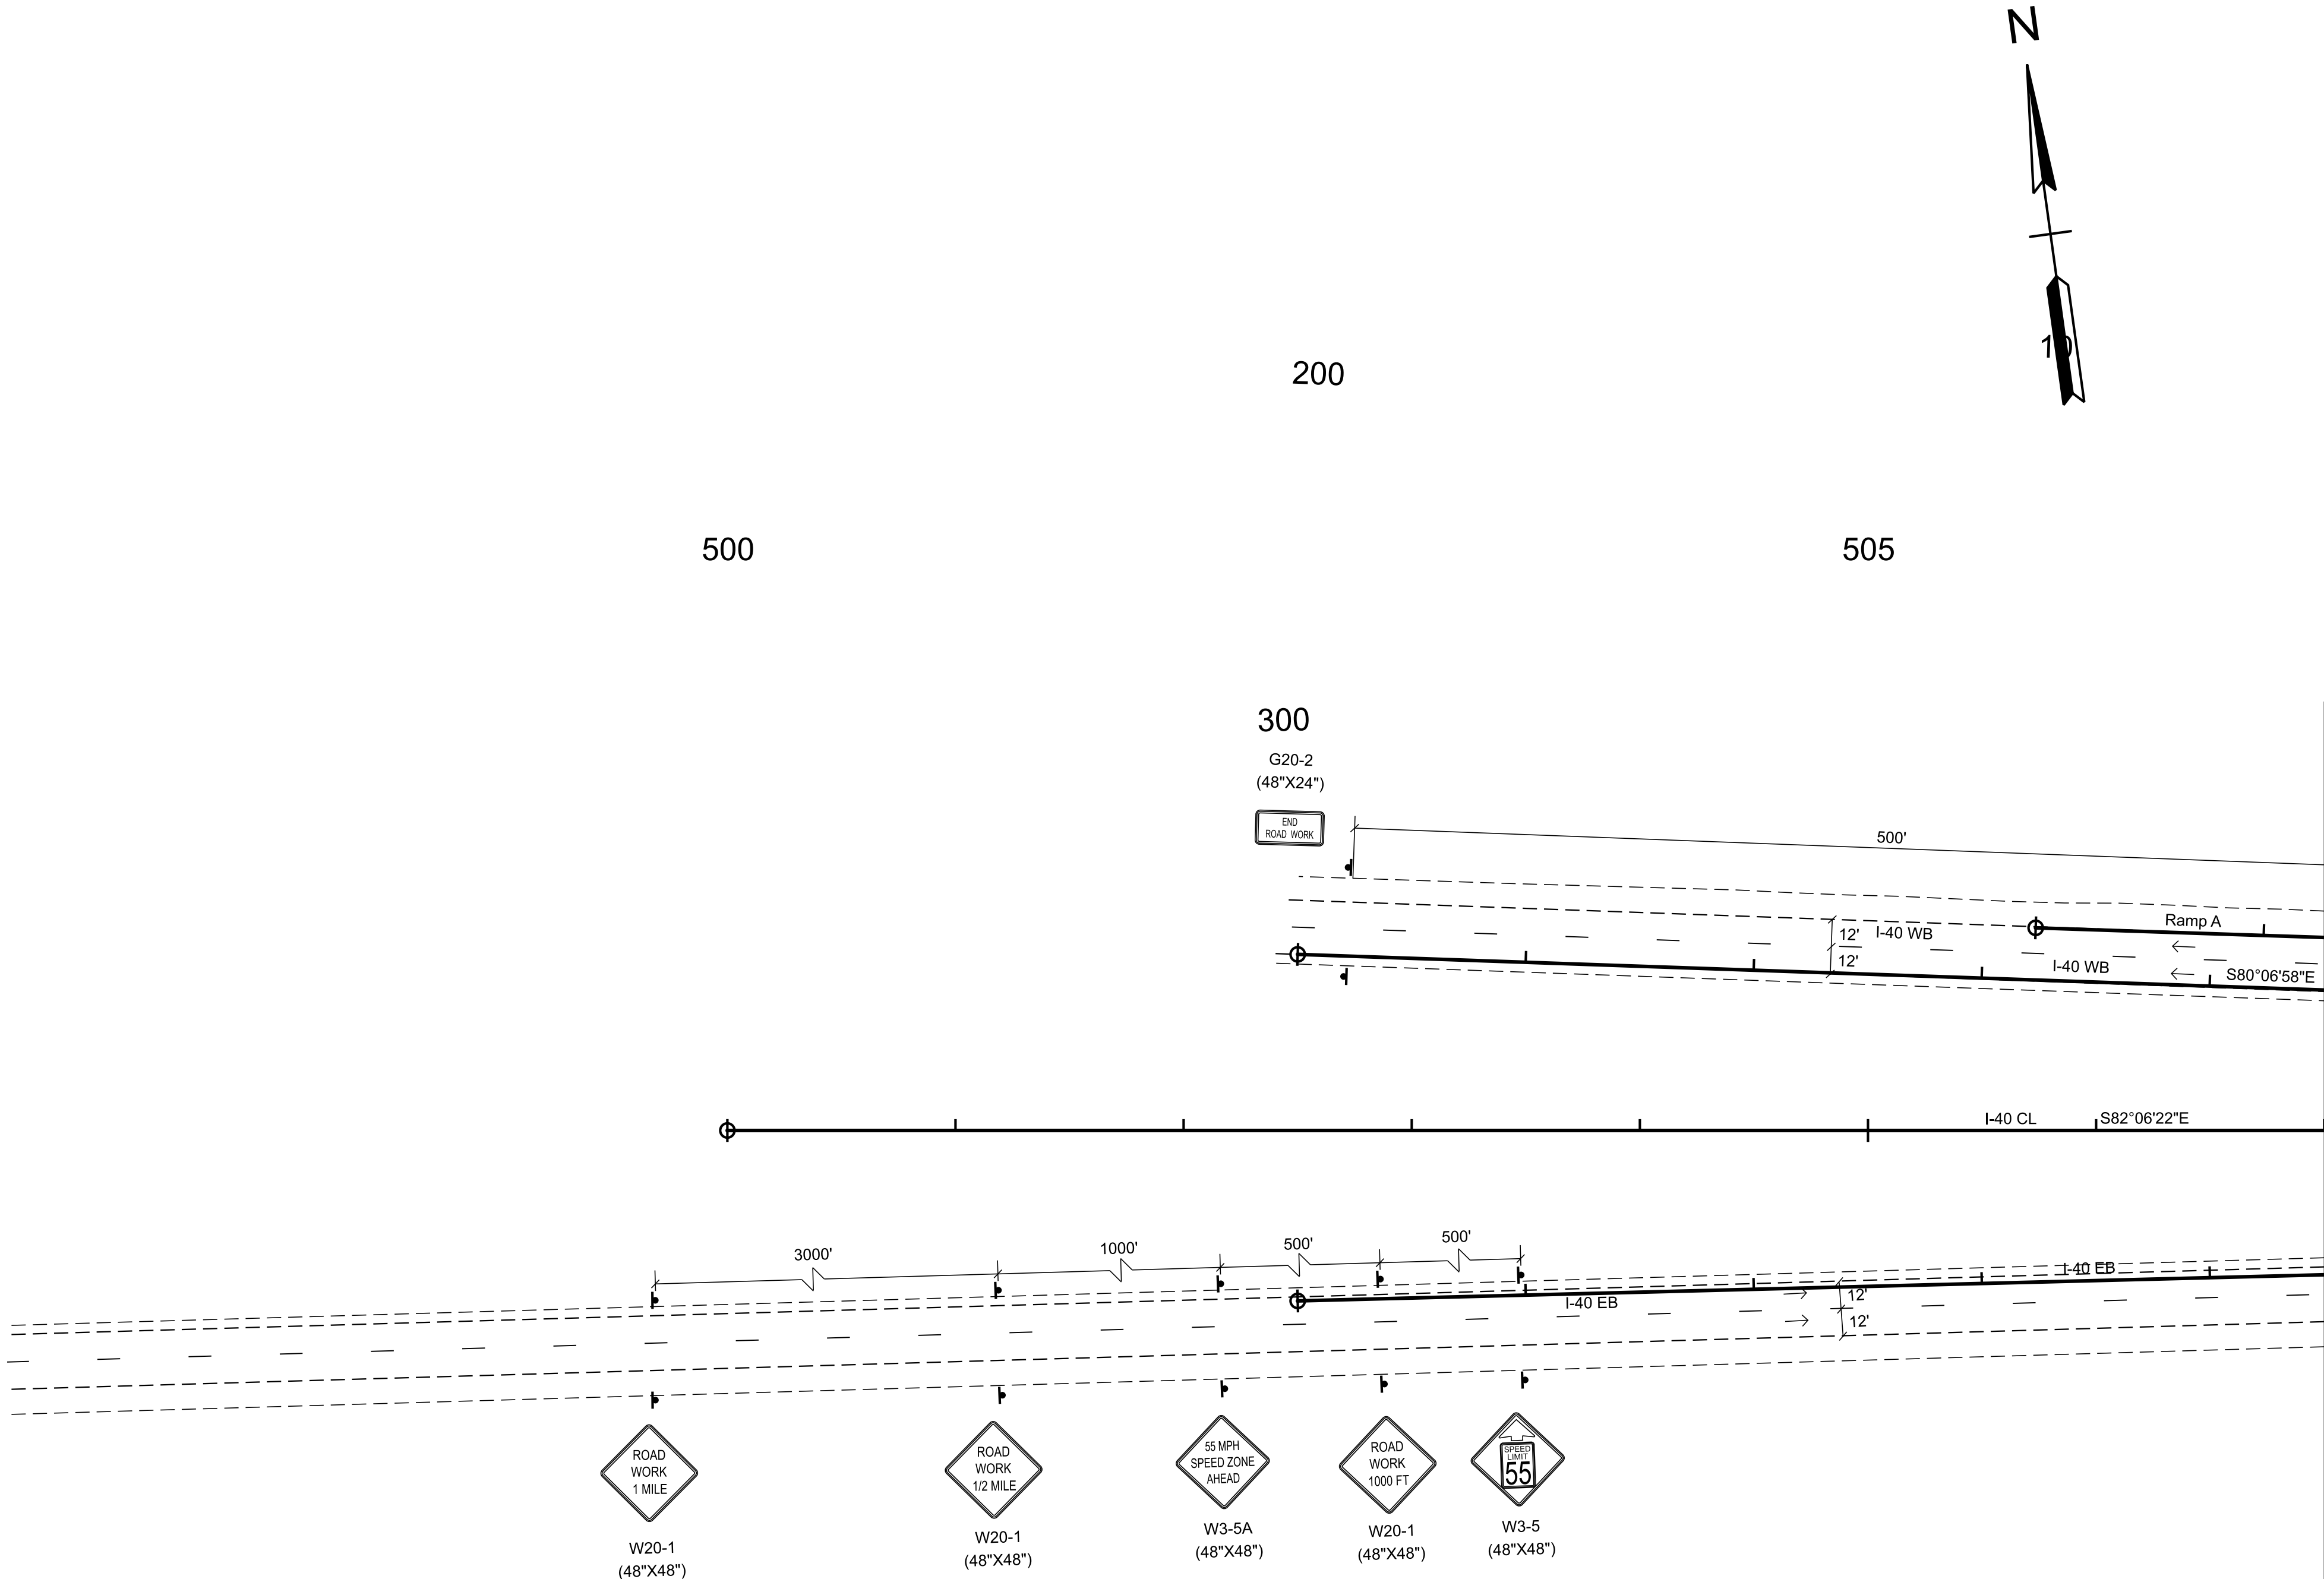 N
10
200
500
505
300
G20-2
(48"X24")
END
ROAD WORK
500'
Ramp A
12'
I-40 WB
12'
I-40 WB
S80°06'58"E
I-40 CL
S82°06'22"E
3000'
1000'
500'
500'
I-40 EB
I-40 EB
12'
12'
ROAD
WORK
1 MILE
W20-1
(48"X48")
ROAD
WORK
1/2 MILE
W20-1
(48"X48")
55 MPH
SPEED ZONE
AHEAD
W3-5A
(48"X48")
ROAD
WORK
1000 FT
W20-1
(48"X48")
SPEED
LIMIT
55
W3-5
(48"X48")